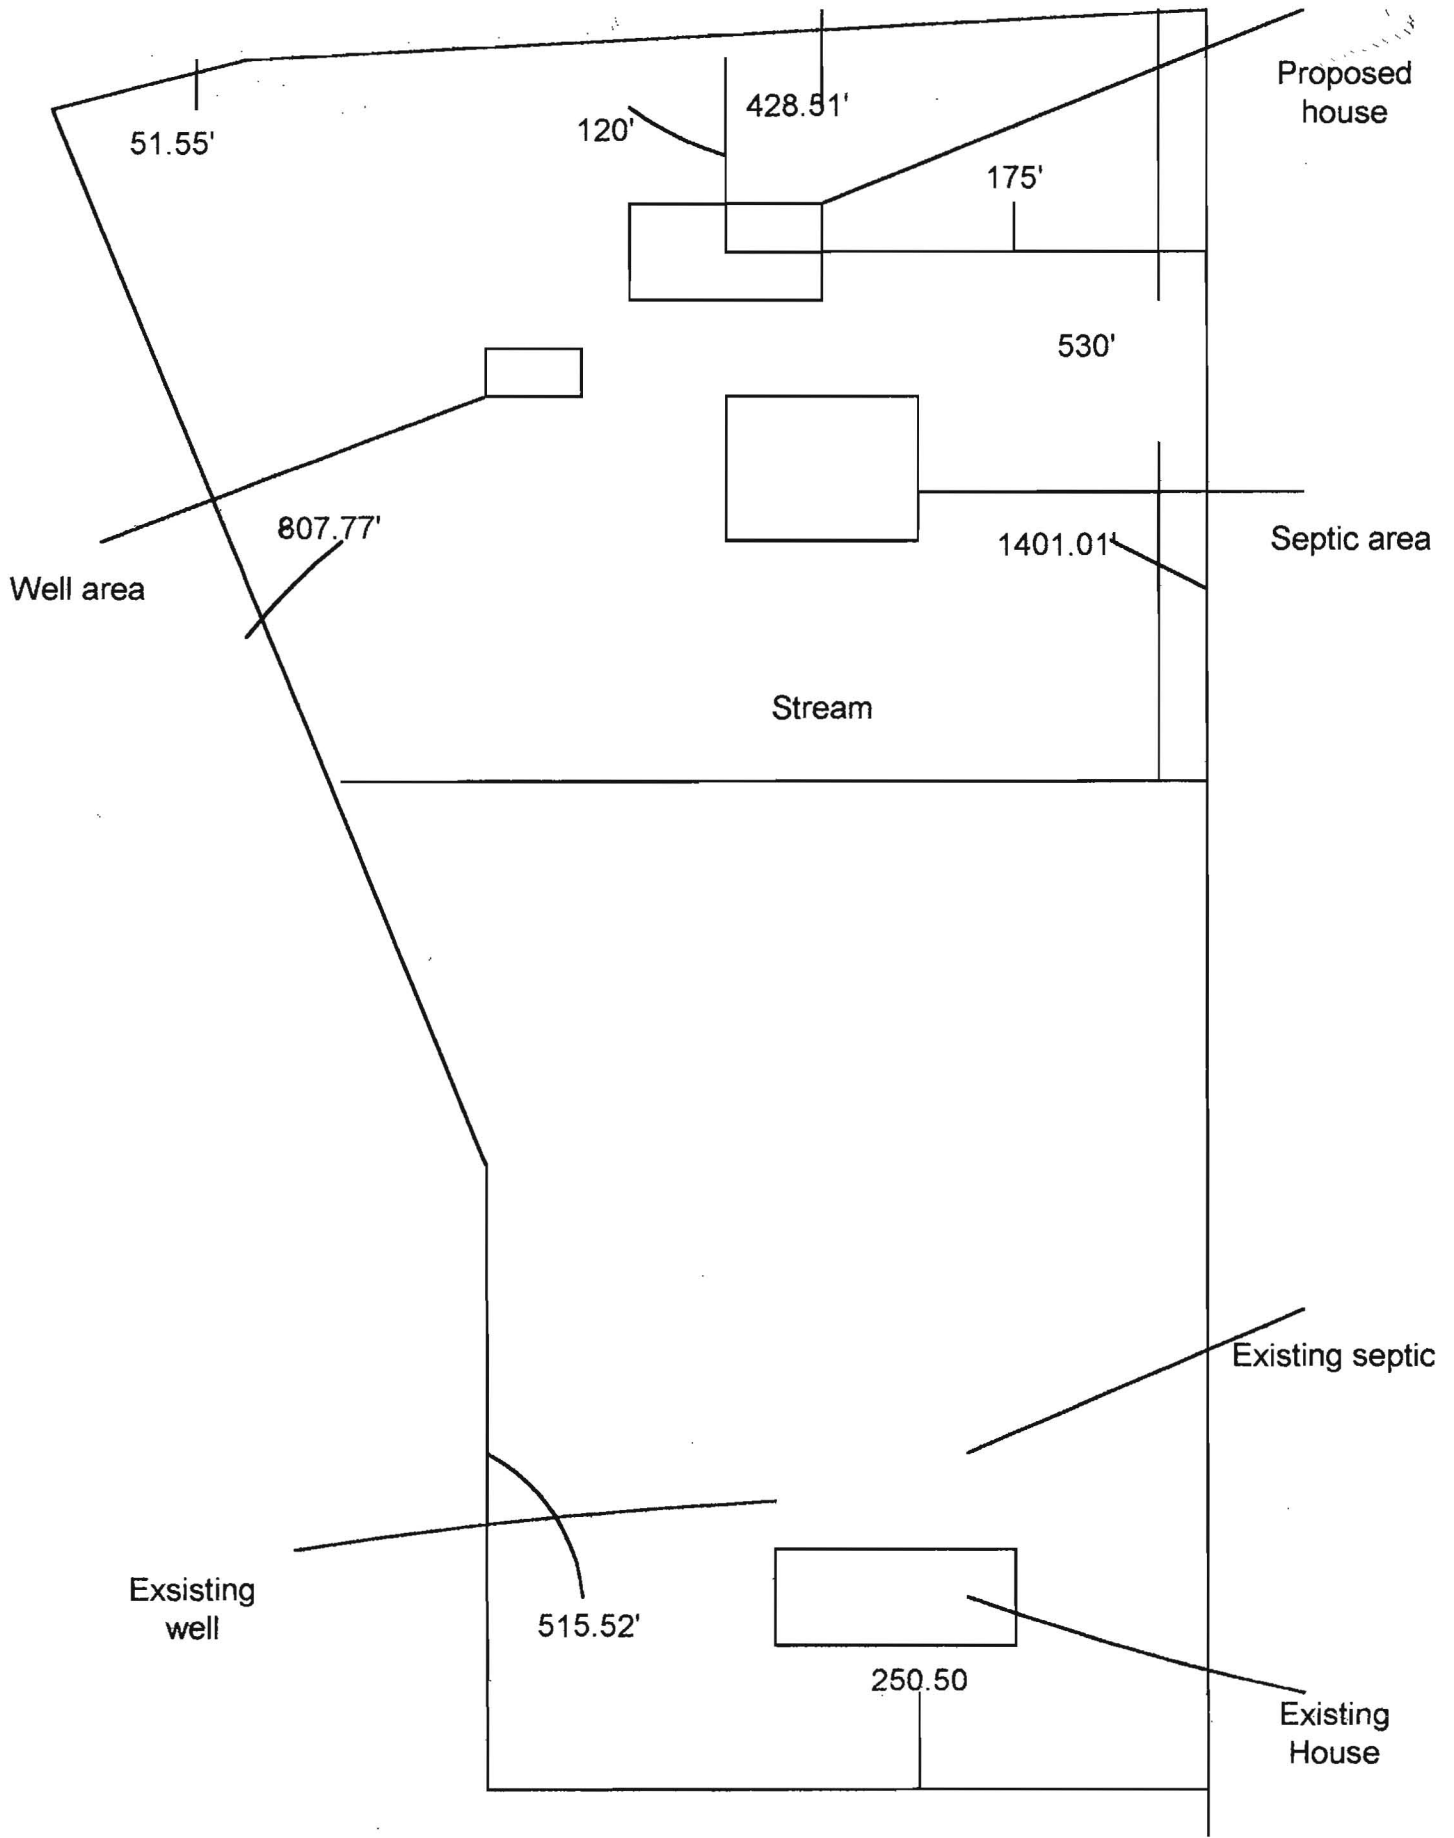 Proposed
house
428.51'
120'
51.55'
175'
530'
807.77'
1401.01'
Septic area
Well area
Stream
Existing septic
Exsisting
well
515.52'
250.50
Existing
House